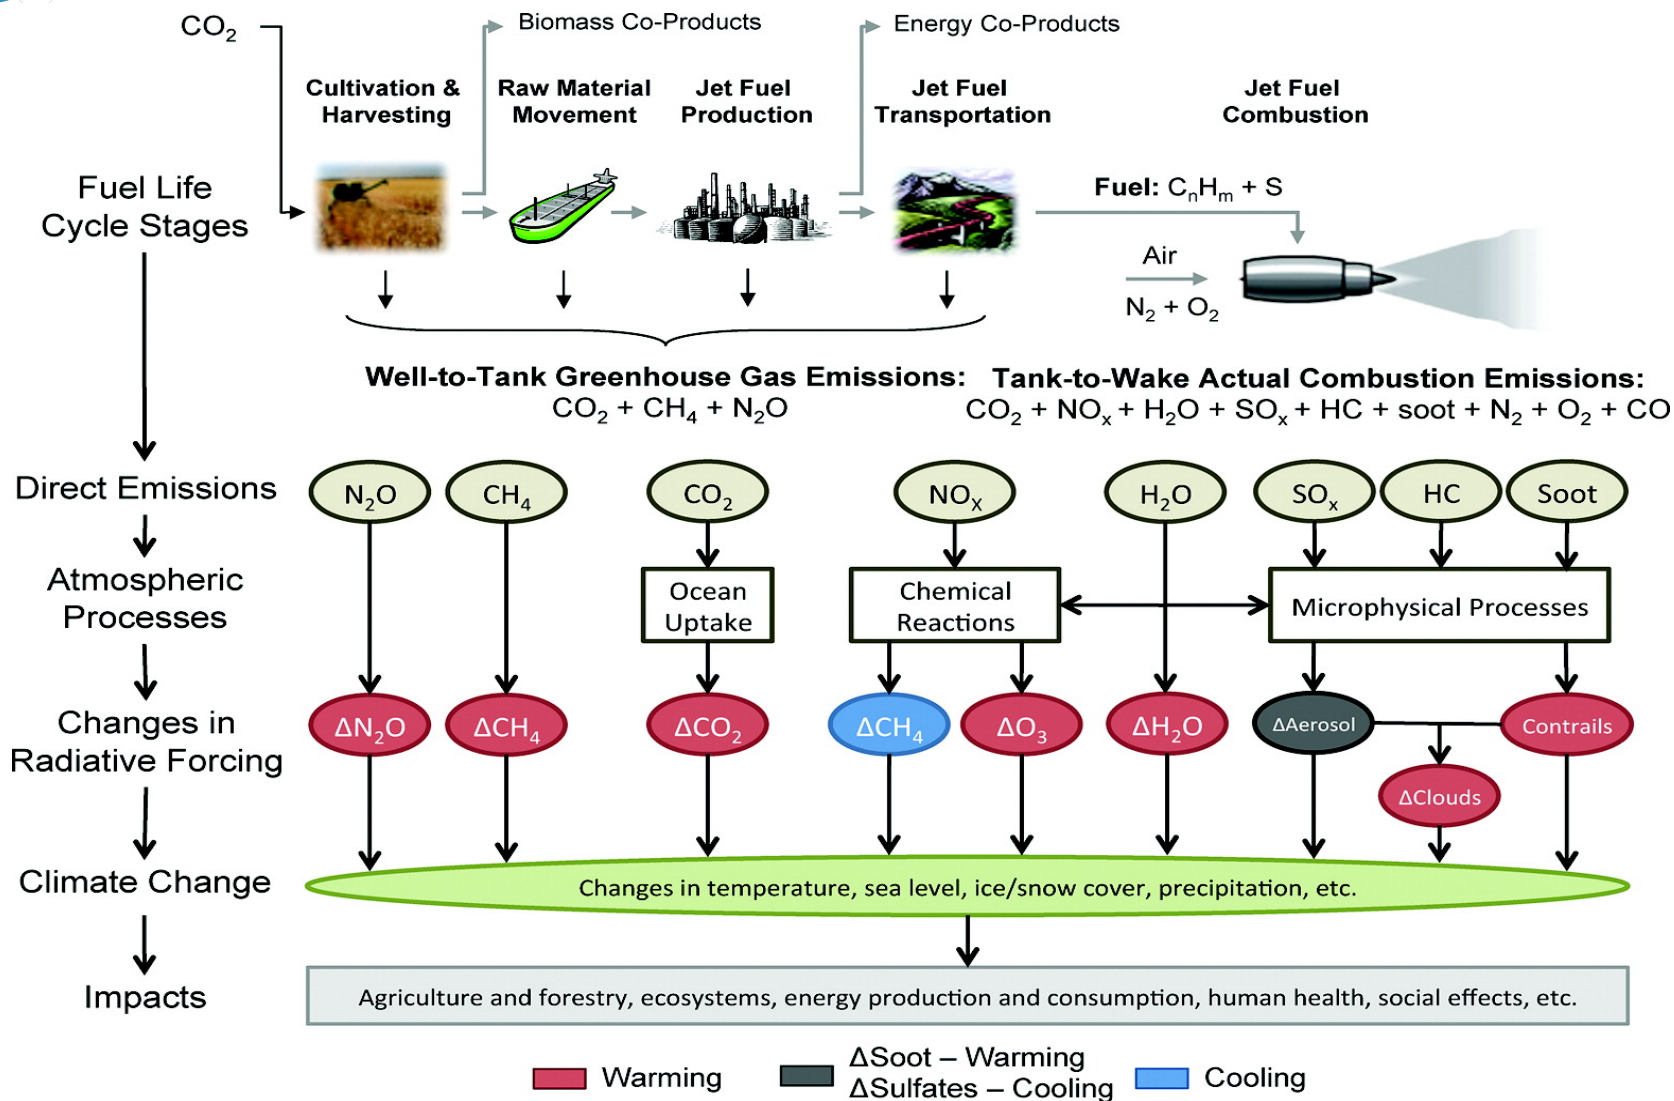 CO₂
Biomass Co-Products
Energy Co-Products
Cultivation &
Harvesting
Raw Material
Movement
Jet Fuel
Production
Jet Fuel
Transportation
Jet Fuel
Combustion
Fuel Life
Cycle Stages
Fuel: CₙHₘ + S
Air
N₂ + O₂
Well-to-Tank Greenhouse Gas Emissions:
CO₂ + CH₄ + N₂O
Tank-to-Wake Actual Combustion Emissions:
CO₂ + NOₓ + H₂O + SOₓ + HC + soot + N₂ + O₂ + CO
Direct Emissions
N₂O
CH₄
CO₂
NOₓ
H₂O
SOₓ
HC
Soot
Atmospheric
Processes
Ocean
Uptake
Chemical
Reactions
Microphysical Processes
Changes in
Radiative Forcing
ΔN₂O
ΔCH₄
ΔCO₂
ΔCH₄
ΔO₃
ΔH₂O
ΔAerosol
Contrails
ΔClouds
Climate Change
Changes in temperature, sea level, ice/snow cover, precipitation, etc.
Impacts
Agriculture and forestry, ecosystems, energy production and consumption, human health, social effects, etc.
Warming
ΔSoot – Warming
ΔSulfates – Cooling
Cooling